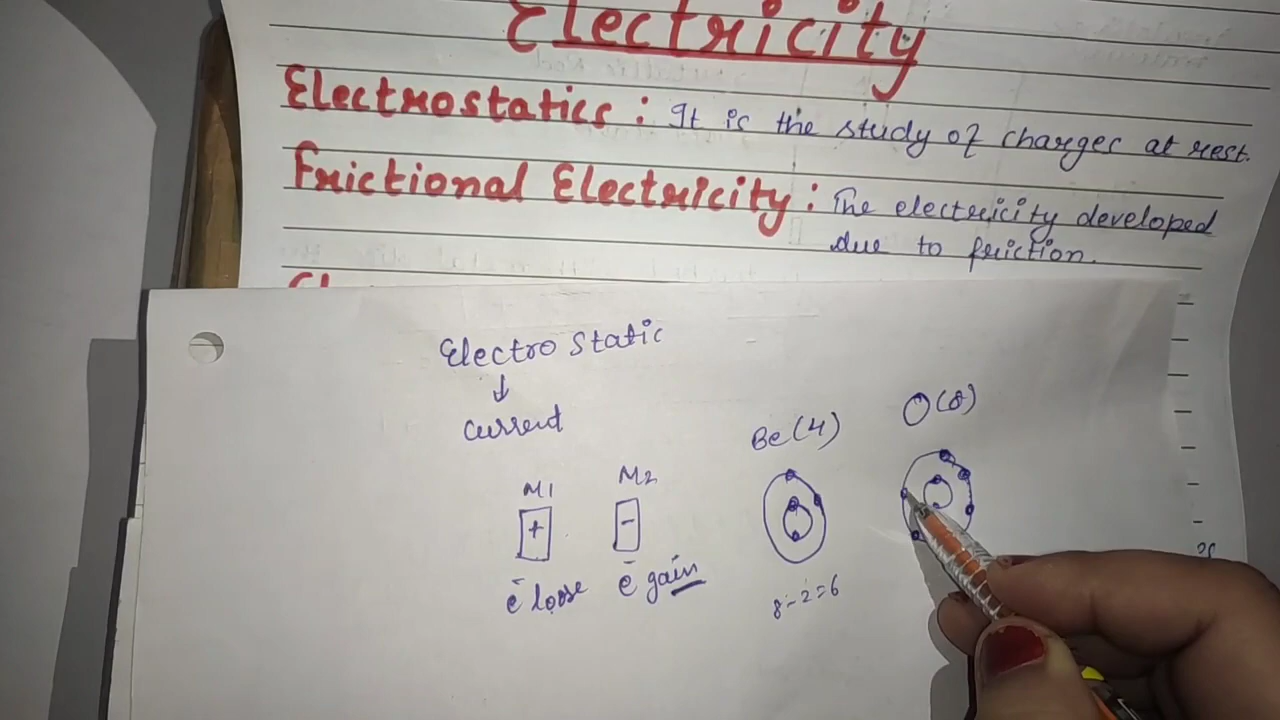 Electricity
Electrostatics : It is the study of charges at rest.
Frictional Electricity : The electricity developed
due to friction.
Electro Static
↓
Current
Be(4)
O(8)
M1 M2
+ -
e⁻ loose e⁻ gain
8-2=6